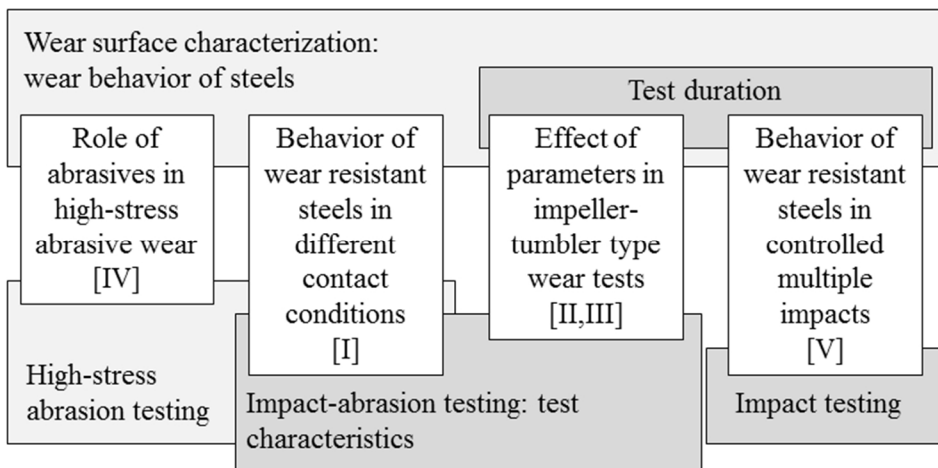 Wear surface characterization:
wear behavior of steels
Test duration
Role of
abrasives in
high-stress
abrasive wear
[IV]
Behavior of
wear resistant
steels in
different
contact
conditions
[I]
Effect of
parameters in
impeller-
tumbler type
wear tests
[II,III]
Behavior of
wear resistant
steels in
controlled
multiple
impacts
[V]
High-stress
abrasion testing
Impact-abrasion testing: test
characteristics
Impact testing